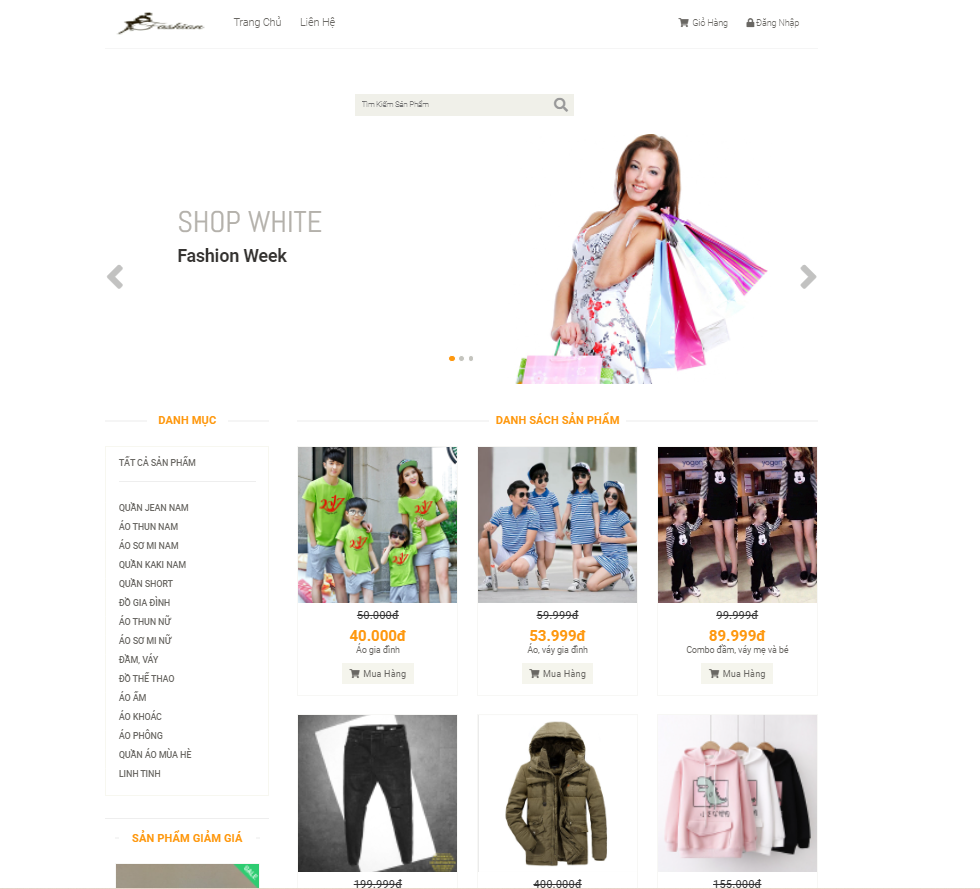 Fashion
Trang Chủ
Liên Hệ
Giỏ Hàng
Đăng Nhập
Tìm Kiếm Sản Phẩm
SHOP WHITE
Fashion Week
DANH MỤC
TẤT CẢ SẢN PHẨM
QUẦN JEAN NAM
ÁO THUN NAM
ÁO SƠ MI NAM
QUẦN KAKI NAM
QUẦN SHORT
ĐỒ GIA ĐÌNH
ÁO THUN NỮ
ÁO SƠ MI NỮ
ĐẦM, VÁY
ĐỒ THỂ THAO
ÁO ẤM
ÁO KHOÁC
ÁO PHÔNG
QUẦN ÁO MÙA HÈ
LINH TINH
SẢN PHẨM GIẢM GIÁ
SALE
DANH SÁCH SẢN PHẨM
2017
yagen
yagen
50.000đ
40.000đ
Áo gia đình
Mua Hàng
59.999đ
53.999đ
Áo, váy gia đình
Mua Hàng
99.999đ
89.999đ
Combo đầm, váy mẹ và bé
Mua Hàng
199.999đ
400.000đ
155.000đ